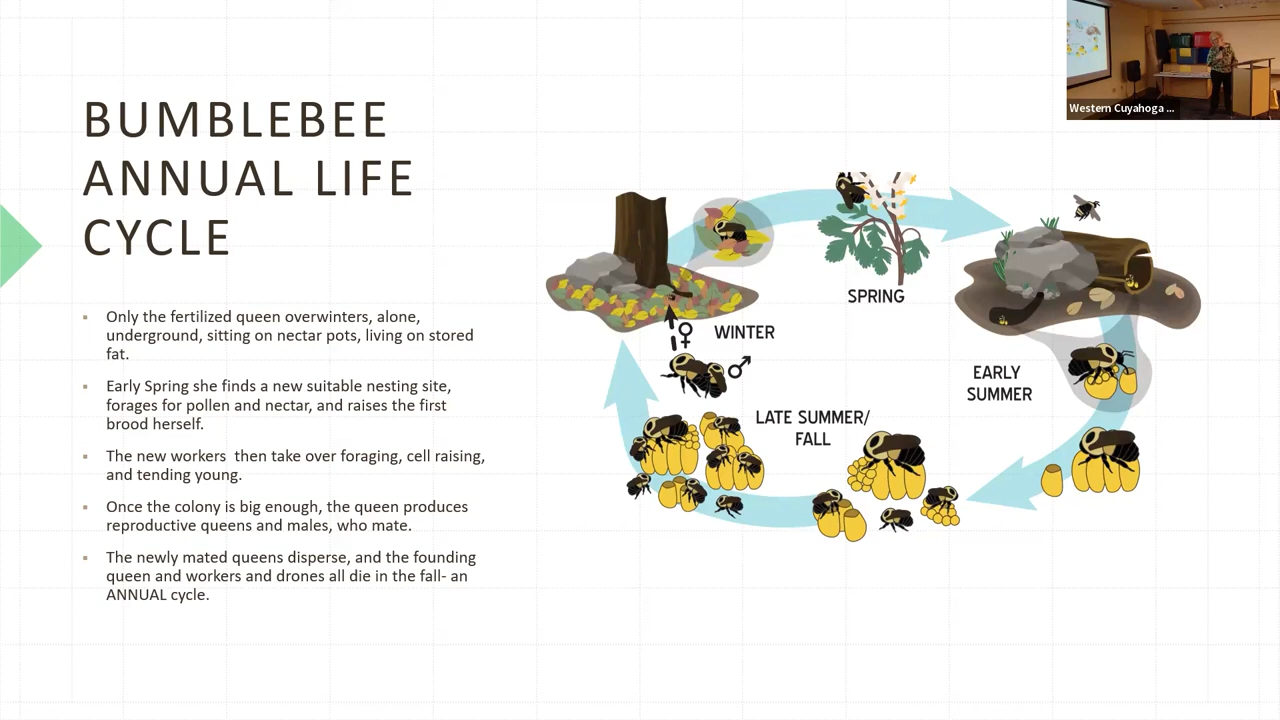 BUMBLEBEE
ANNUAL LIFE
CYCLE
Only the fertilized queen overwinters, alone,
underground, sitting on nectar pots, living on stored
fat.
Early Spring she finds a new suitable nesting site,
forages for pollen and nectar, and raises the first
brood herself.
The new workers  then take over foraging, cell raising,
and tending young.
Once the colony is big enough, the queen produces
reproductive queens and males, who mate.
The newly mated queens disperse, and the founding
queen and workers and drones all die in the fall- an
ANNUAL cycle.
SPRING
♀ WINTER
♂
EARLY
SUMMER
LATE SUMMER/
FALL
Western Cuyahoga ...